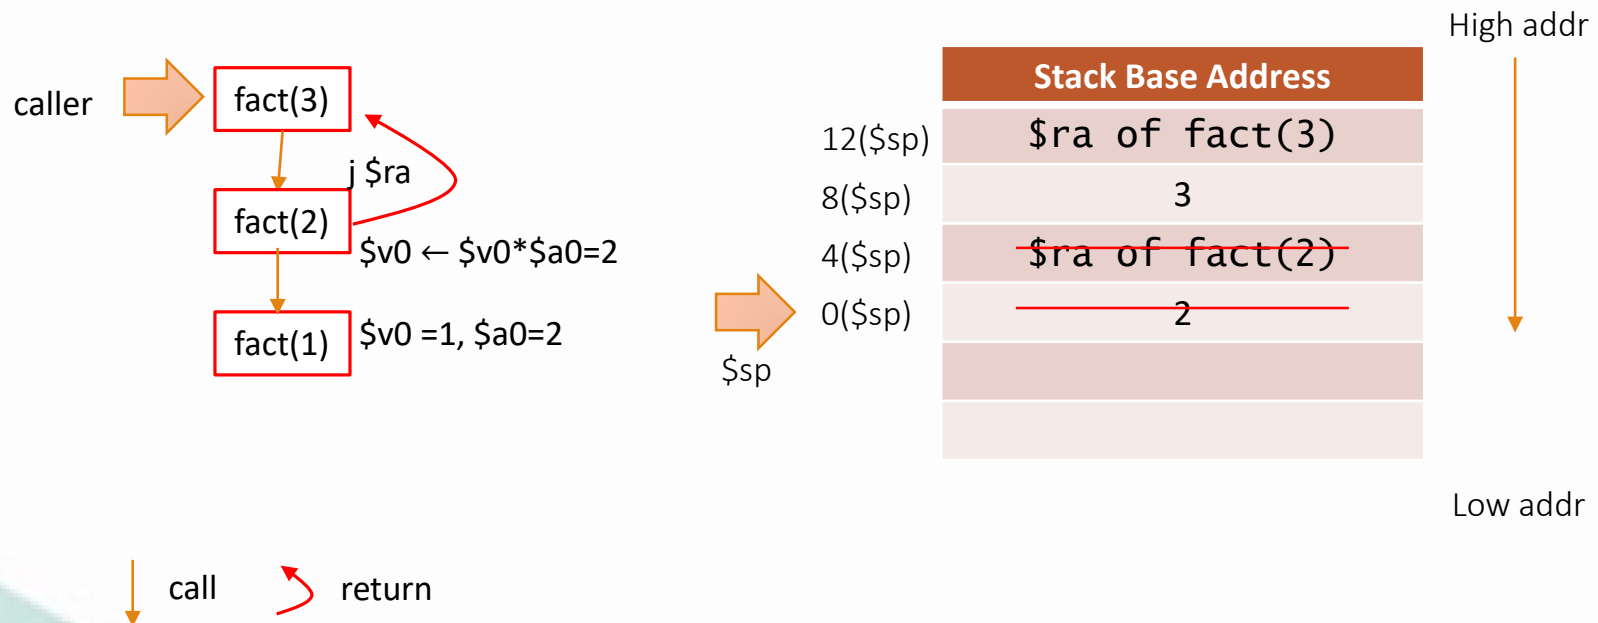 High addr
Stack Base Address
caller
fact(3)
12($sp)
$ra of fact(3)
j $ra
8($sp)
3
fact(2)
$v0 ← $v0*$a0=2
4($sp)
$ra of fact(2)
0($sp)
2
fact(1)
$v0 =1, $a0=2
$sp
Low addr
call
return